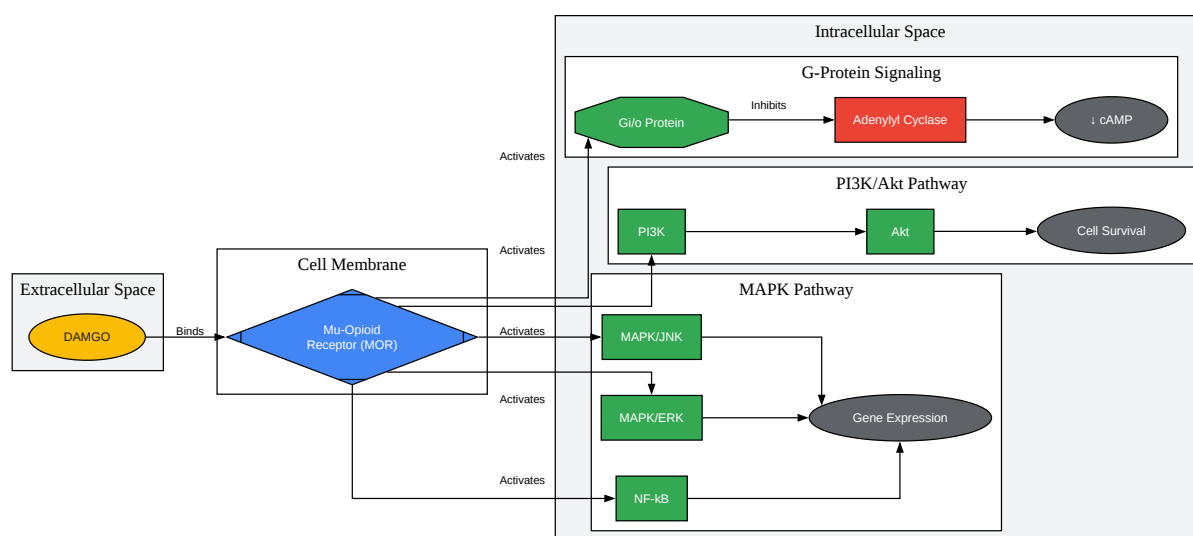 Intracellular Space
G-Protein Signaling
Gi/o Protein
Inhibits
Adenylyl Cyclase
↓ cAMP
Activates
PI3K/Akt Pathway
PI3K
Akt
Cell Survival
Activates
Cell Membrane
Extracellular Space
MAPK Pathway
DAMGO
Binds
Mu-Opioid
Receptor (MOR)
Activates
MAPK/JNK
Activates
MAPK/ERK
Gene Expression
Activates
NF-kB